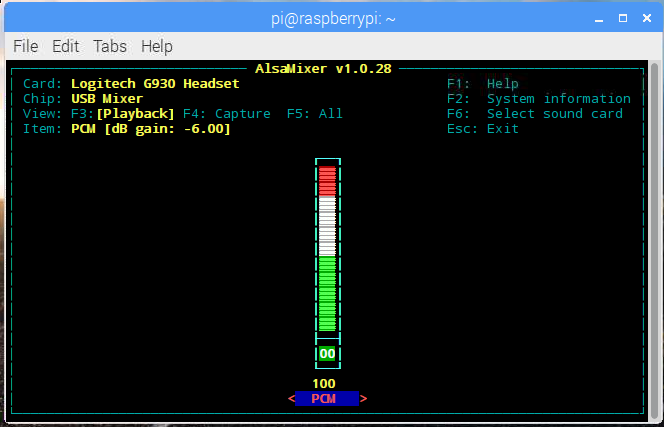 pi@raspberrypi: ~
File Edit Tabs Help
AlsaMixer v1.0.28
Card: Logitech G930 Headset F1: Help
Chip: USB Mixer F2: System information
View: F3:[Playback] F4: Capture F5: All F6: Select sound card
Item: PCM [dB gain: -6.00] Esc: Exit
00
100
< PCM >